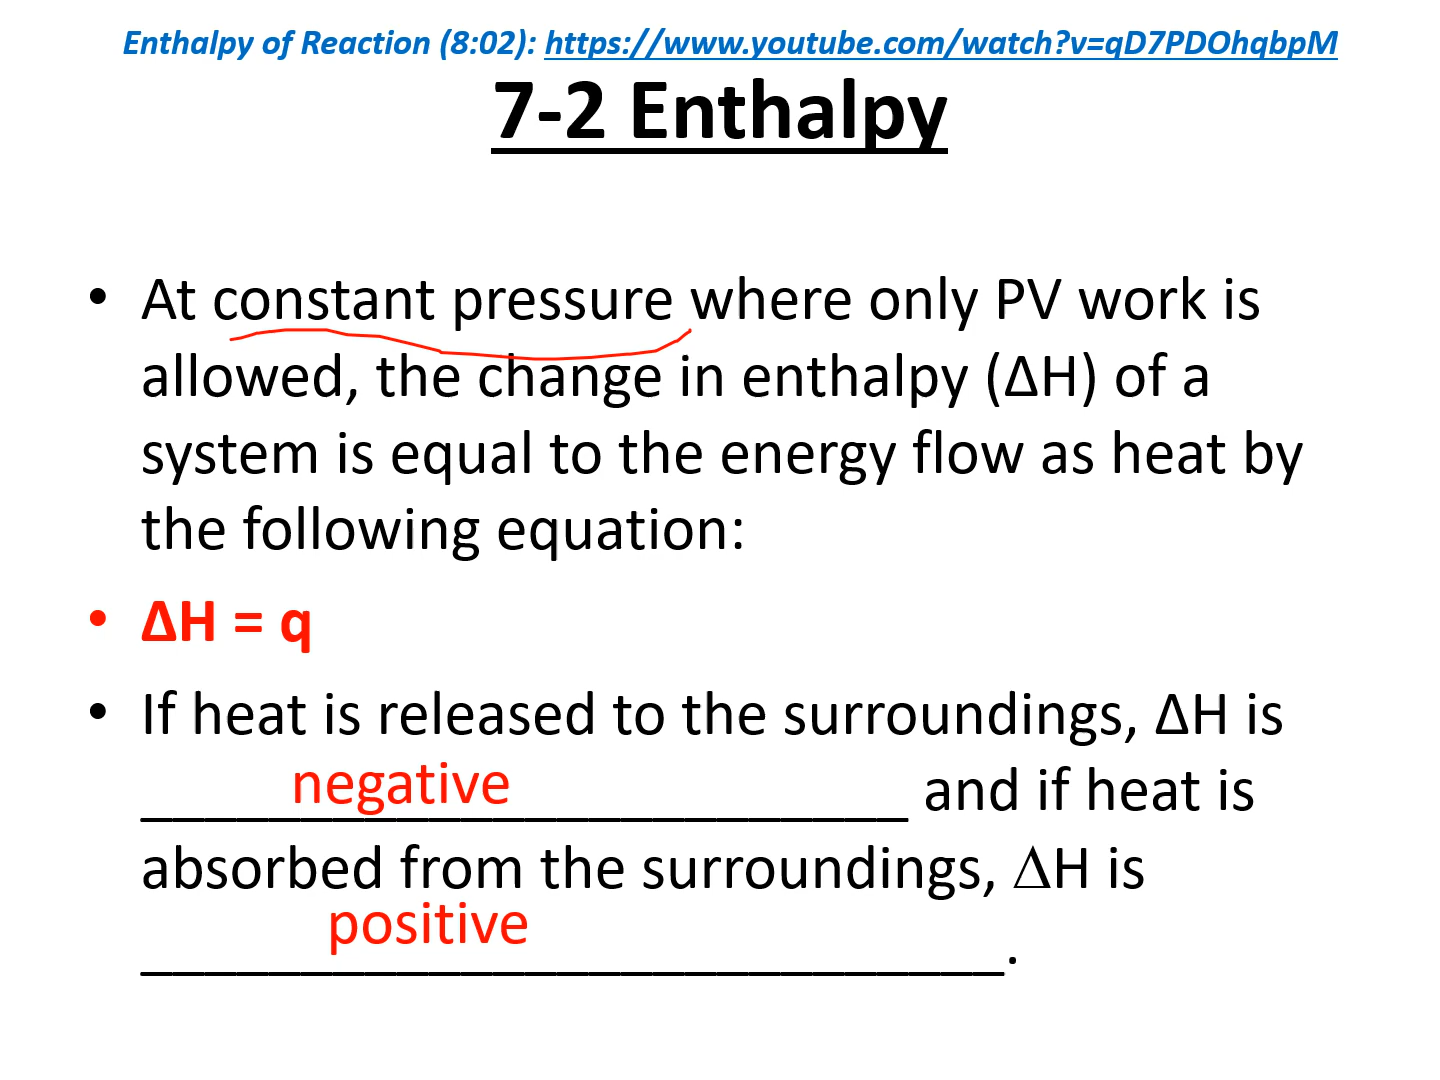 Enthalpy of Reaction (8:02): https://www.youtube.com/watch?v=qD7PDOhqbpM
7-2 Enthalpy
• At constant pressure where only PV work is
allowed, the change in enthalpy (ΔH) of a
system is equal to the energy flow as heat by
the following equation:
• ΔH = q
• If heat is released to the surroundings, ΔH is
negative and if heat is
absorbed from the surroundings, ΔH is
positive.